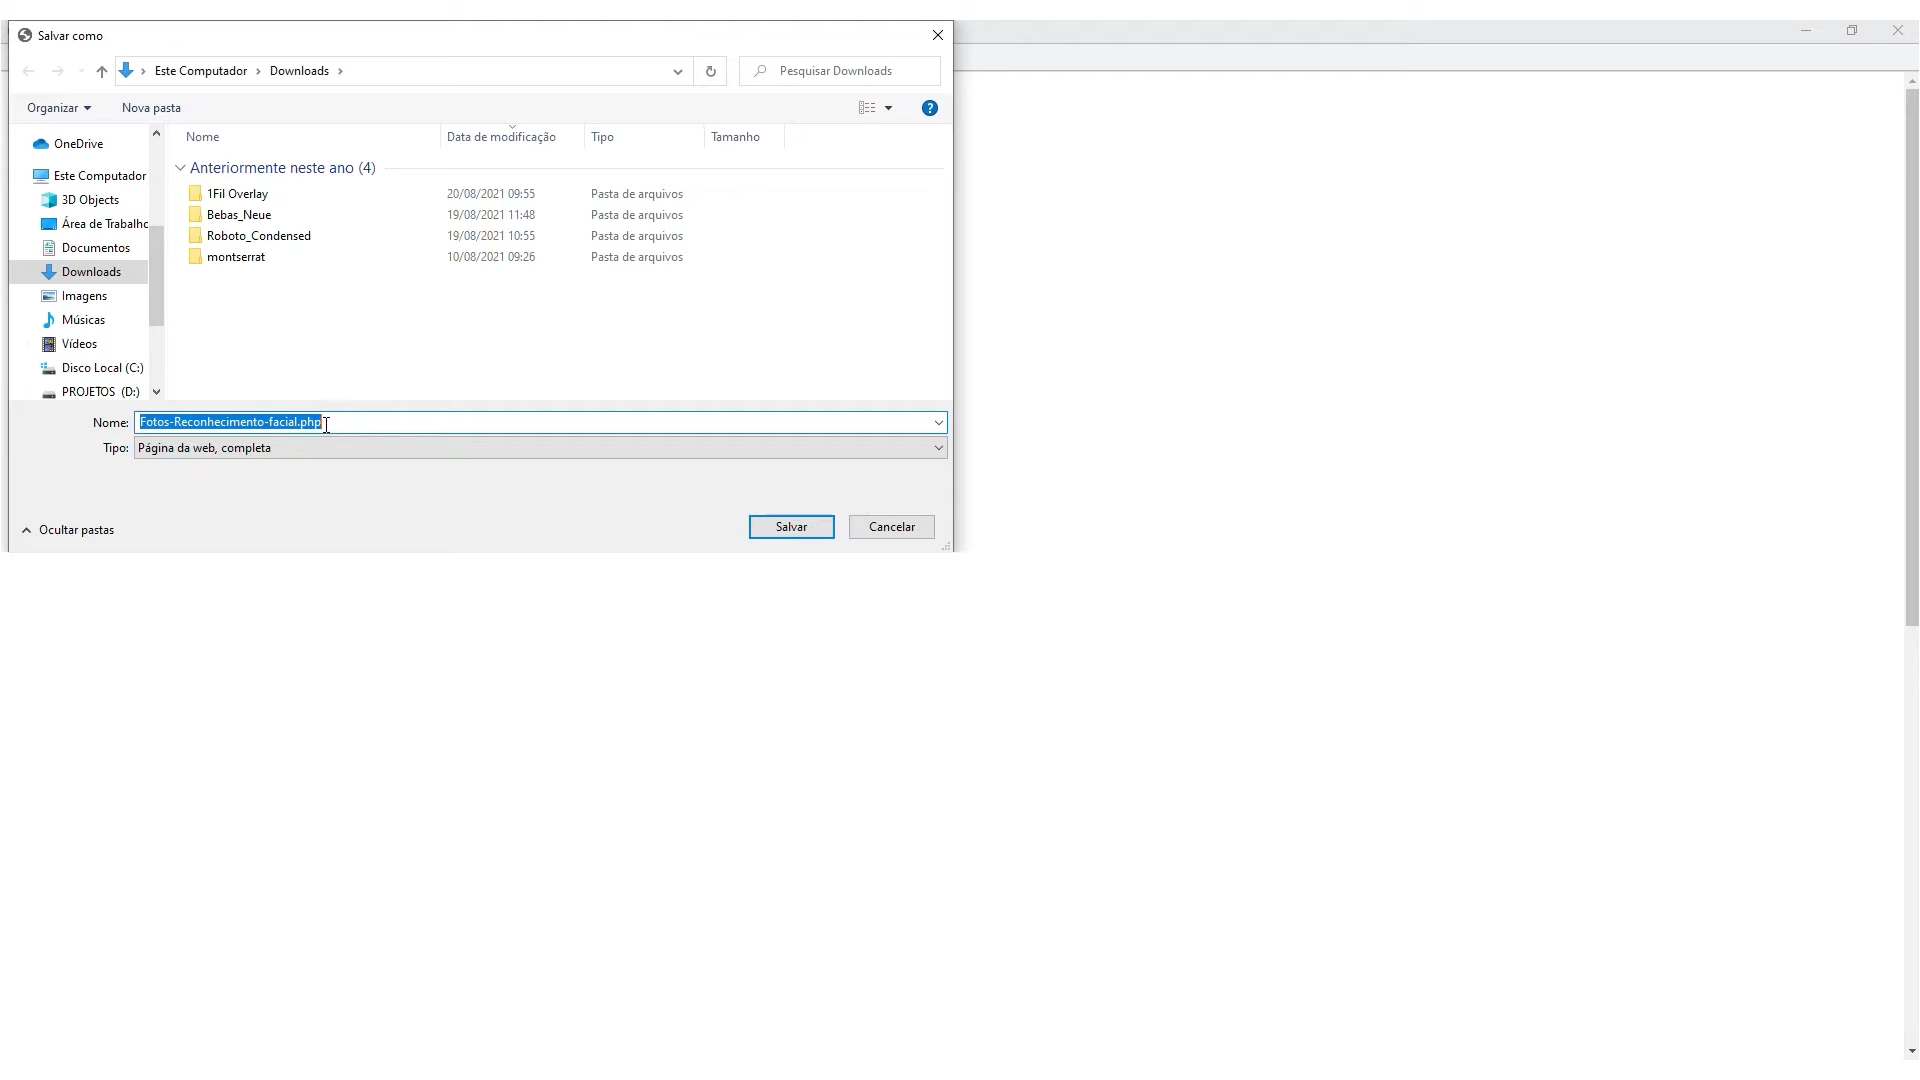 Salvar como
Este Computador Downloads
Pesquisar Downloads
Organizar Nova pasta
Nome Data de modificação Tipo Tamanho
OneDrive
Este Computador
3D Objects
Área de Trabalho
Documentos
Downloads
Imagens
Músicas
Vídeos
Disco Local (C:)
PROJETOS (D:)
Anteriormente neste ano (4)
1Fil Overlay 20/08/2021 09:55 Pasta de arquivos
Bebas_Neue 19/08/2021 11:48 Pasta de arquivos
Roboto_Condensed 19/08/2021 10:55 Pasta de arquivos
montserrat 10/08/2021 09:26 Pasta de arquivos
Nome: Fotos-Reconhecimento-facial.php
Tipo: Página da web, completa
Ocultar pastas
Salvar Cancelar